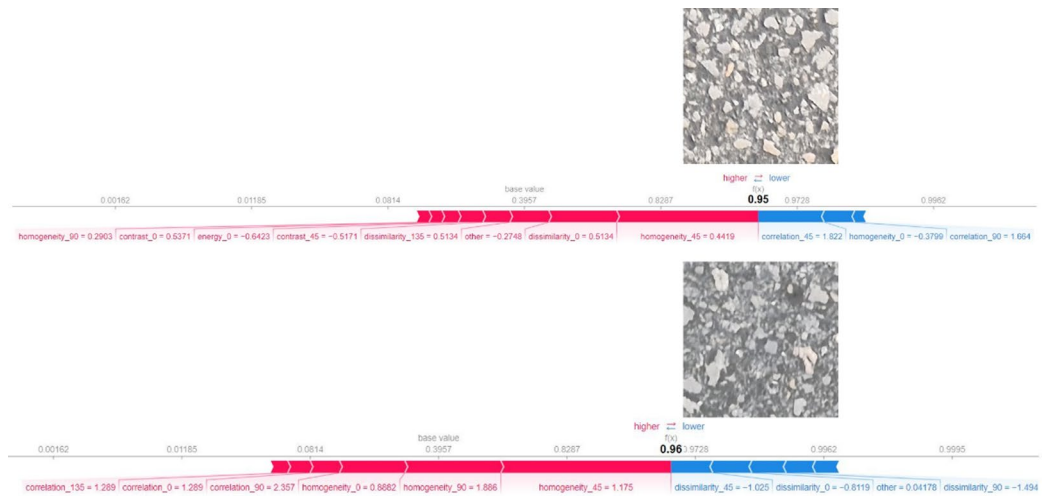 higher ⇄ lower
base value f(x)
0.00162 0.01185 0.0814 0.3957 0.8287 0.95 0.9728 0.9962
homogeneity_90 = 0.2903 contrast_0 = 0.5371 energy_0 = −0.6423 contrast_45 = −0.5171 dissimilarity_135 = 0.5134 other = −0.2748 dissimilarity_0 = 0.5134 homogeneity_45 = 0.4419 correlation_45 = 1.822 homogeneity_0 = −0.3799 correlation_90 = 1.664
higher ⇄ lower
base value f(x)
0.00162 0.01185 0.0814 0.3957 0.8287 0.96 0.9728 0.9962 0.9995
correlation_135 = 1.289 correlation_0 = 1.289 correlation_90 = 2.357 homogeneity_0 = 0.8882 homogeneity_90 = 1.886 homogeneity_45 = 1.175 dissimilarity_45 = −1.025 dissimilarity_0 = −0.8119 other = 0.04178 dissimilarity_90 = −1.494